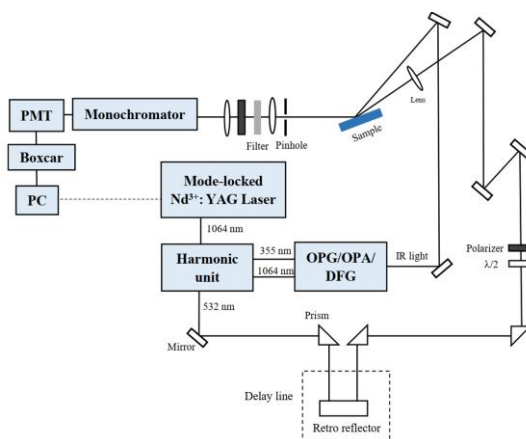 Lens
PMT
Monochromator
Sample
Filter
Pinhole
Boxcar
Mode-locked
Nd³⁺: YAG Laser
PC
1064 nm
Polarizer
λ/2
Harmonic
unit
355 nm
1064 nm
OPG/OPA/
DFG
IR light
532 nm
Prism
Mirror
Delay line
Retro reflector